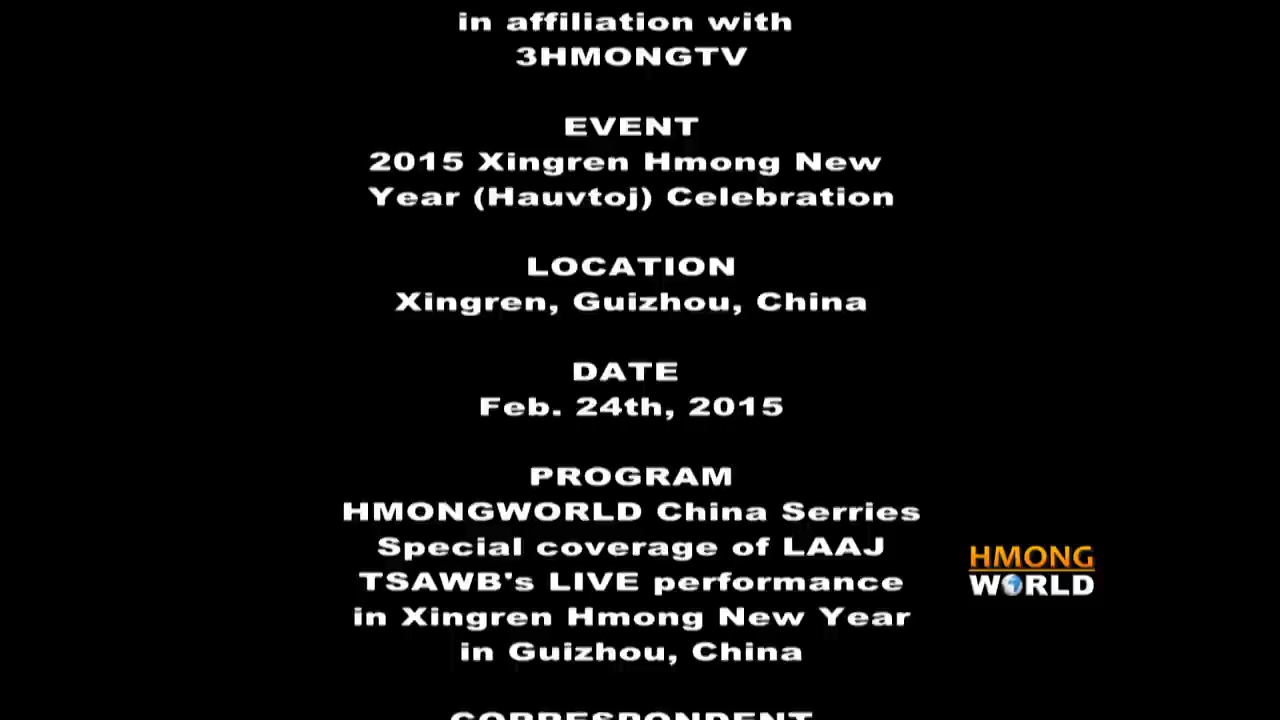 in affiliation with
3HMONGTV
EVENT
2015 Xingren Hmong New
Year (Hauvtoj) Celebration
LOCATION
Xingren, Guizhou, China
DATE
Feb. 24th, 2015
PROGRAM
HMONGWORLD China Serries
Special coverage of LAAJ
TSAWB's LIVE performance
in Xingren Hmong New Year
in Guizhou, China
HMONG
WORLD
CORRESPONDENT